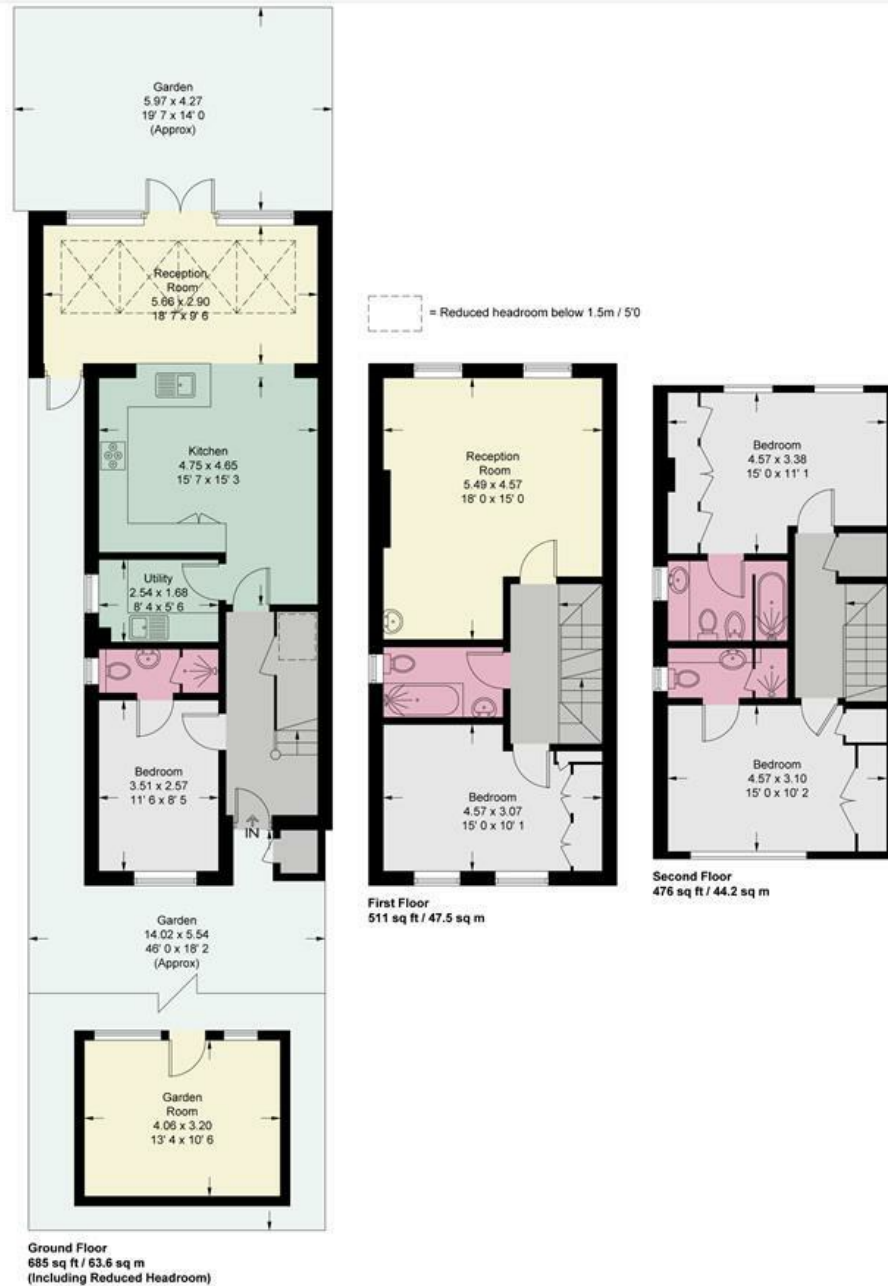 Garden
5.97 x 4.27
19' 7 x 14' 0
(Approx)
Reception
Room
5.66 x 2.90
18' 7 x 9' 6
= Reduced headroom below 1.5m / 5'0
Kitchen
4.75 x 4.65
15' 7 x 15' 3
Utility
2.54 x 1.68
8' 4 x 5' 6
Bedroom
3.51 x 2.57
11' 6 x 8' 5
IN
Garden
14.02 x 5.54
46' 0 x 18' 2
(Approx)
Garden
Room
4.06 x 3.20
13' 4 x 10' 6
Ground Floor
685 sq ft / 63.6 sq m
(Including Reduced Headroom)
Reception
Room
5.49 x 4.57
18' 0 x 15' 0
Bedroom
4.57 x 3.07
15' 0 x 10' 1
First Floor
511 sq ft / 47.5 sq m
Bedroom
4.57 x 3.38
15' 0 x 11' 1
Bedroom
4.57 x 3.10
15' 0 x 10' 2
Second Floor
476 sq ft / 44.2 sq m